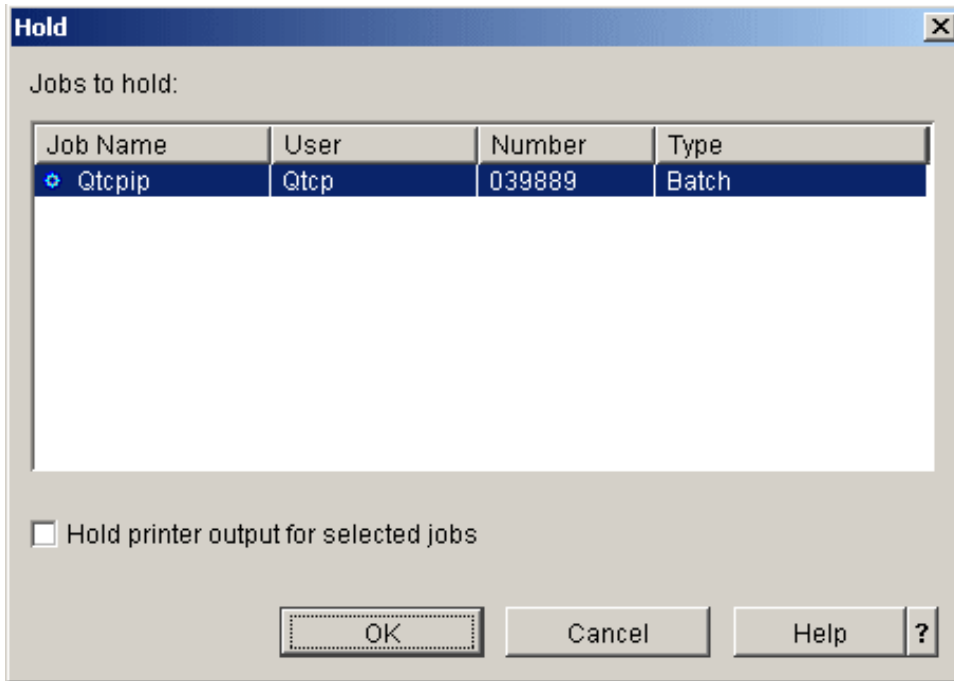 Hold
Jobs to hold:
Job Name User Number Type
Qtcpip Qtcp 039889 Batch
Hold printer output for selected jobs
OK Cancel Help ?